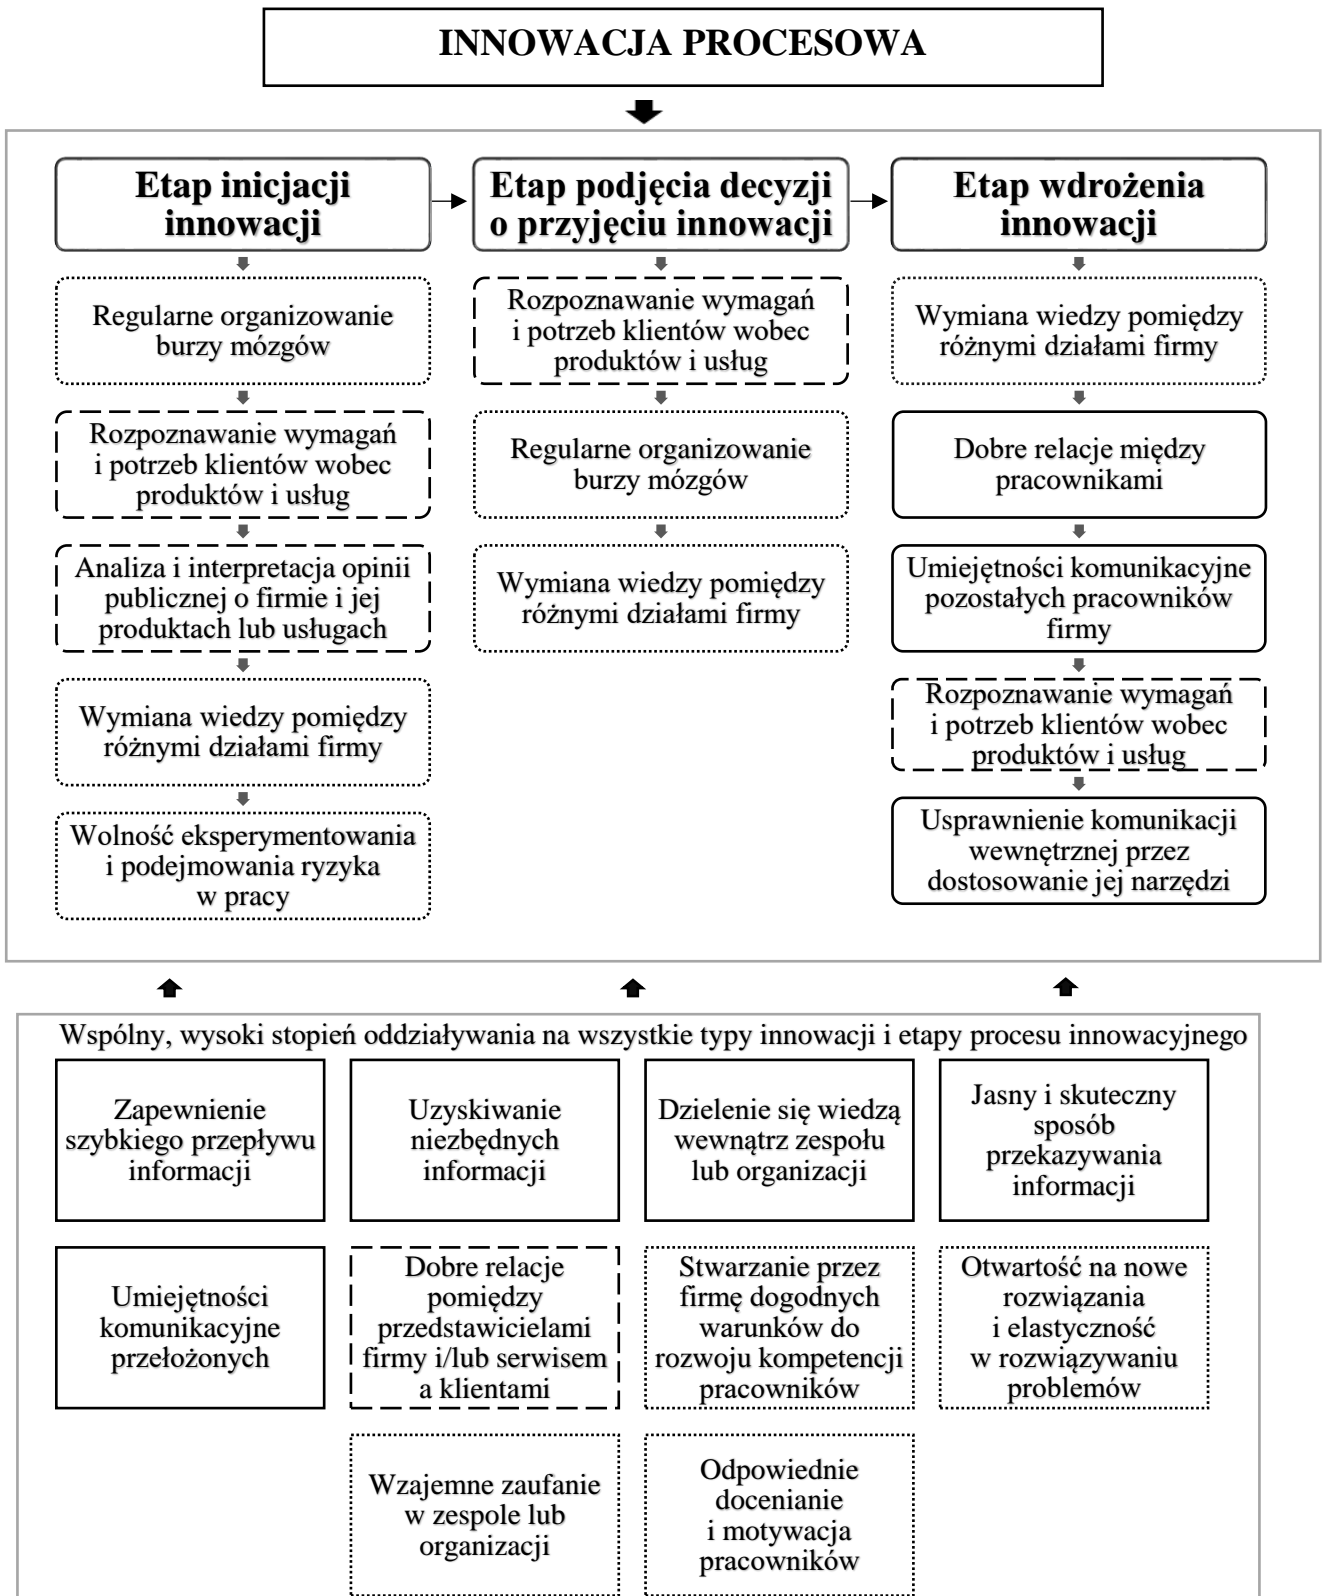 INNOWACJA PROCESOWA
Etap inicjacji
innowacji
Regularne organizowanie
burzy mózgów
Rozpoznawanie wymagań
i potrzeb klientów wobec
produktów i usług
Analiza i interpretacja opinii
publicznej o firmie i jej
produktach lub usługach
Wymiana wiedzy pomiędzy
różnymi działami firmy
Wolność eksperymentowania
i podejmowania ryzyka
w pracy
Etap podjęcia decyzji
o przyjęciu innowacji
Rozpoznawanie wymagań
i potrzeb klientów wobec
produktów i usług
Regularne organizowanie
burzy mózgów
Wymiana wiedzy pomiędzy
różnymi działami firmy
Etap wdrożenia
innowacji
Wymiana wiedzy pomiędzy
różnymi działami firmy
Dobre relacje między
pracownikami
Umiejętności komunikacyjne
pozostałych pracowników
firmy
Rozpoznawanie wymagań
i potrzeb klientów wobec
produktów i usług
Usprawnienie komunikacji
wewnętrznej przez
dostosowanie jej narzędzi
Wspólny, wysoki stopień oddziaływania na wszystkie typy innowacji i etapy procesu innowacyjnego
Zapewnienie
szybkiego przepływu
informacji
Uzyskiwanie
niezbędnych
informacji
Dzielenie się wiedzą
wewnątrz zespołu
lub organizacji
Jasny i skuteczny
sposób
przekazywania
informacji
Umiejętności
komunikacyjne
przełożonych
Dobre relacje
pomiędzy
przedstawicielami
firmy i/lub serwisem
a klientami
Stwarzanie przez
firmę dogodnych
warunków do
rozwoju kompetencji
pracowników
Otwartość na nowe
rozwiązania
i elastyczność
w rozwiązywaniu
problemów
Wzajemne zaufanie
w zespole lub
organizacji
Odpowiednie
docenianie
i motywacja
pracowników